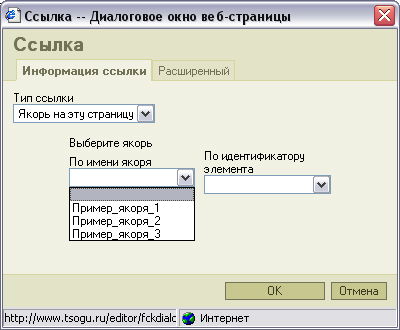 Ссылка -- Диалоговое окно веб-страницы
Ссылка
Информация ссылки Расширенный
Тип ссылки
Якорь на эту страницу
Выберите якорь
По имени якоря
По идентификатору
элемента
Пример_якоря_1
Пример_якоря_2
Пример_якоря_3
OK Отмена
http://www.tsogu.ru/editor/fckdialo Интернет